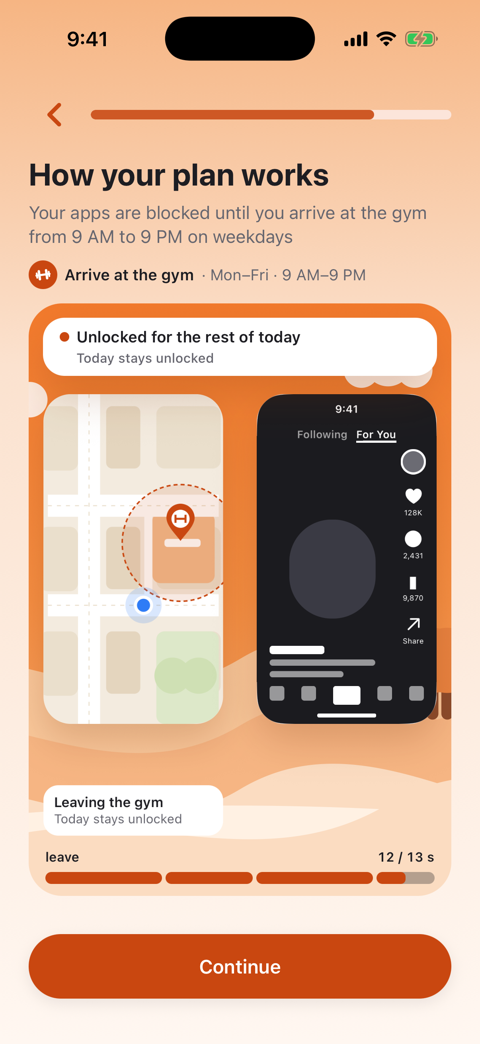 9:41
How your plan works
Your apps are blocked until you arrive at the gym
from 9 AM to 9 PM on weekdays
Arrive at the gym · Mon–Fri · 9 AM–9 PM
Unlocked for the rest of today
Today stays unlocked
9:41
Following For You
128K
2,431
9,870
Share
Leaving the gym
Today stays unlocked
leave 12 / 13 s
Continue